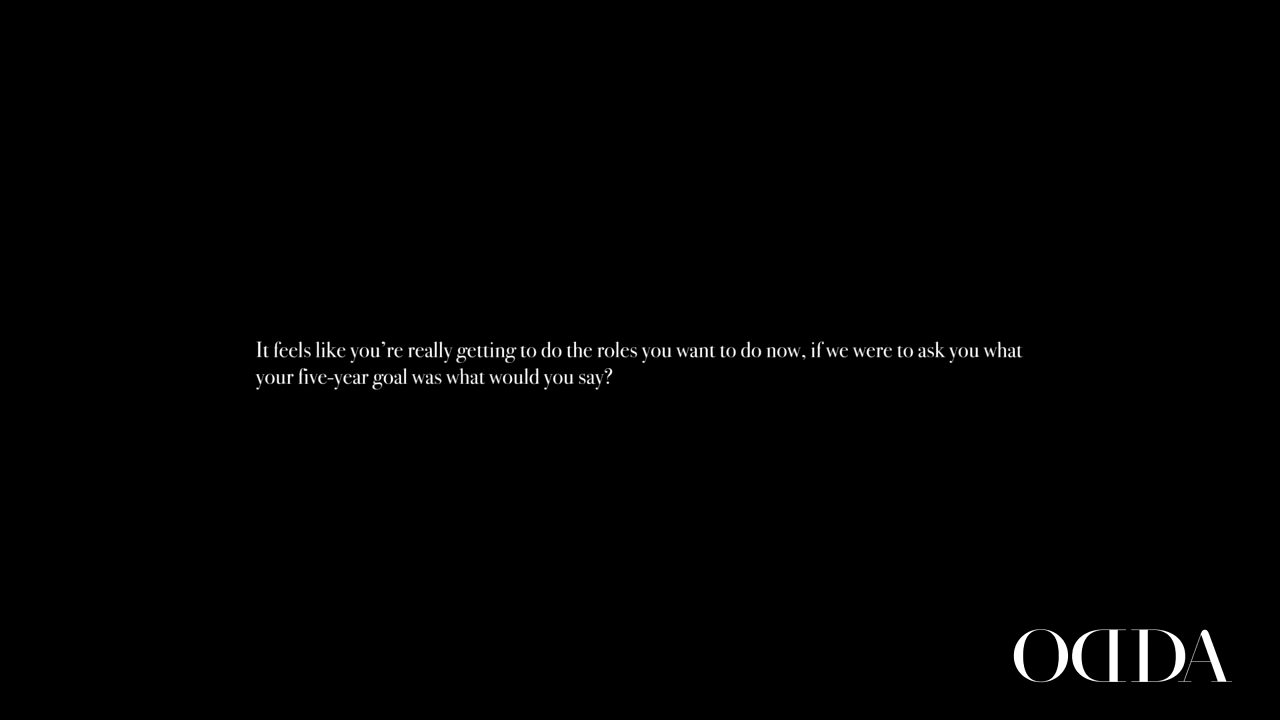 It feels like you’re really getting to do the roles you want to do now, if we were to ask you what
your five-year goal was what would you say?
ODDA